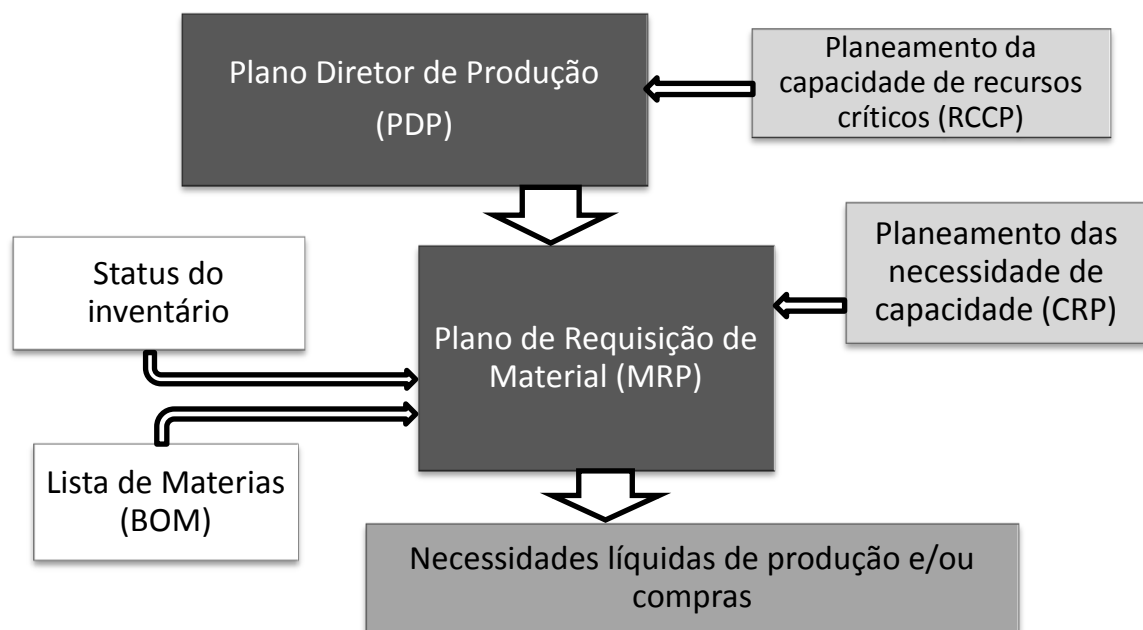 Plano Diretor de Produção
(PDP)
Planeamento da
capacidade de recursos
críticos (RCCP)
Status do
inventário
Plano de Requisição de
Material (MRP)
Planeamento das
necessidade de
capacidade (CRP)
Lista de Materias
(BOM)
Necessidades líquidas de produção e/ou
compras